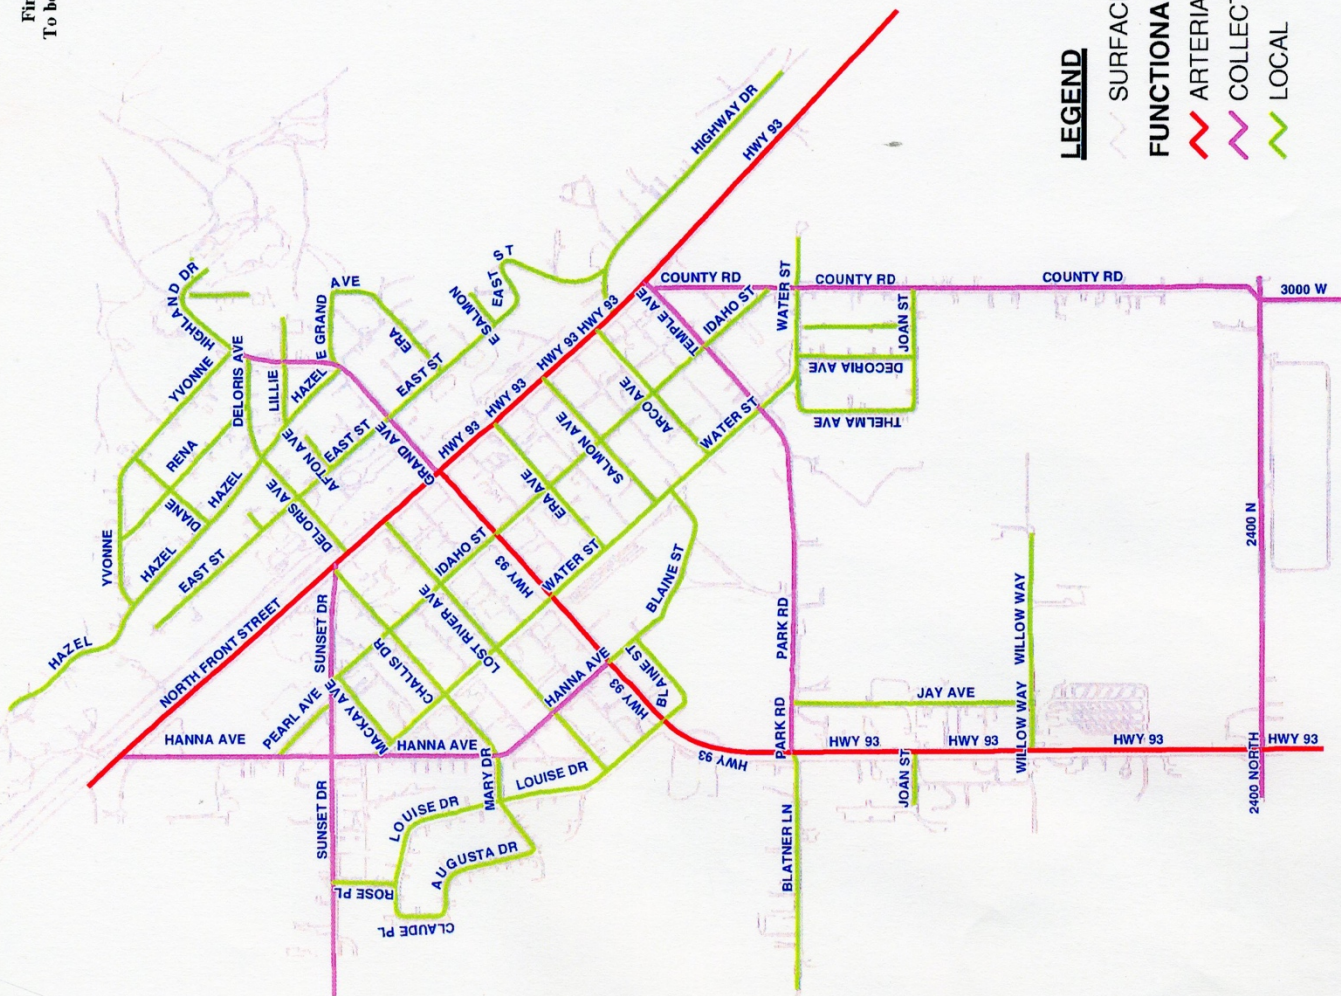 Fir
To be
LEGEND
SURFAC
FUNCTIONA
ARTERIA
COLLECT
LOCAL
HIGHWAY DR
HWY 93
HIGHLAND DR
EAST ST
AVE
E GRAND
E SALMON
ERA
COUNTY RD
COUNTY RD
COUNTY RD
3000 W
WATER ST
IDAHO ST
TEMPLE AVE
TEMPLE
JOAN ST
HWY 93
HWY 93
HWY 93
HWY 93
YVONNE
DELORIS AVE
LILLIE
HAZEL
EAST ST
DECORIA AVE
THELMA AVE
ARCO AVE
SALMON AVE
WATER ST
RENA
HAZEL
DIANE
AFTON AVE
EAST ST
GRAND AVE
GRAND
ERA AVE
DELORIS AVE
DELORIS
YVONNE
HAZEL
EAST ST
IDAHO ST
HWY 93
WATER ST
BLAINE ST
2400 N
HAZEL
NORTH FRONT STREET
SUNSET DR
LOST RIVER AVE
CHALLIS DR
PARK RD
WILLOW WAY
HANNA AVE
BLAINE ST
HWY 93
PEARL AVE
MACKAY AVE
HANNA AVE
HANNA AVE
MARY DR
LOUISE DR
HWY 93
PARK RD
JAY AVE
WILLOW WAY
HWY 93
HWY 93
HWY 93
HWY 93
JOAN ST
2400 NORTH
SUNSET DR
LOUISE DR
AUGUSTA DR
ROSE PL
CLAUDE PL
BLATNER LN